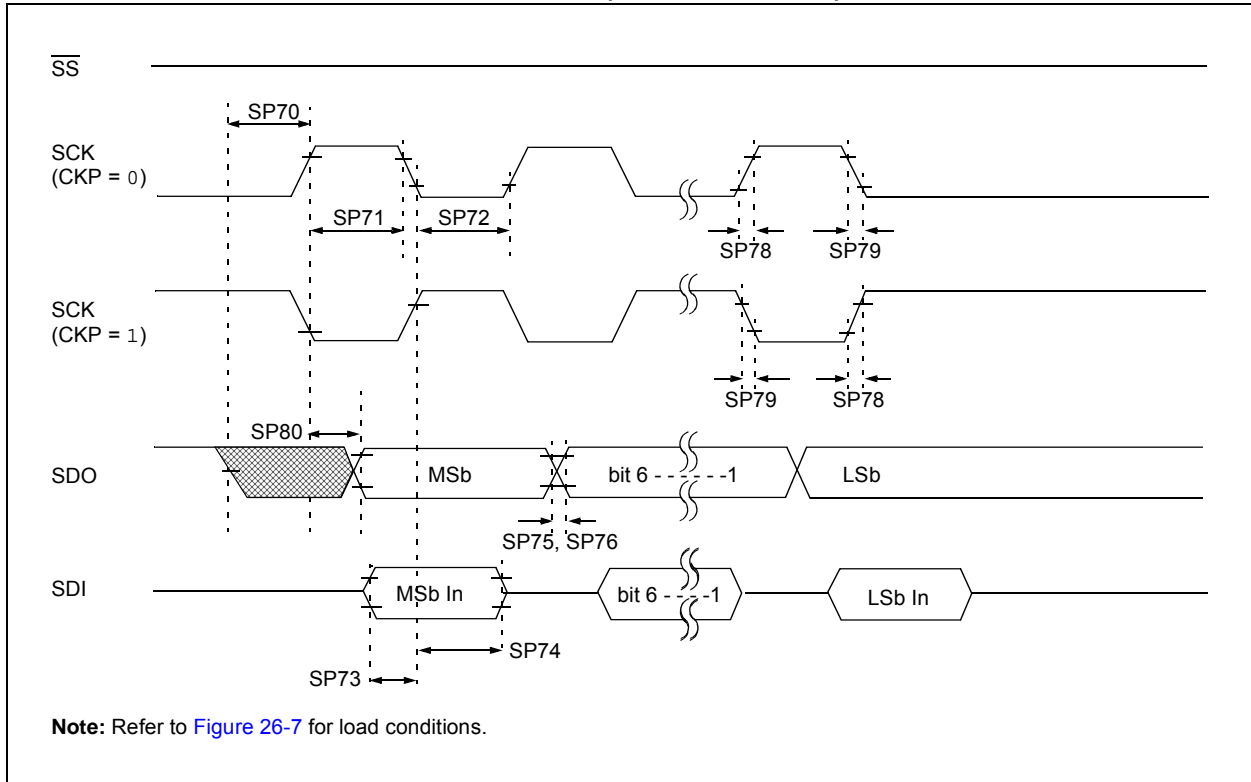 SS
SP70
SCK
(CKP = 0)
SP71
SP72
SP78
SP79
SCK
(CKP = 1)
SP79
SP78
SP80
SDO
MSb
bit 6 - - - - - -1
LSb
SP75, SP76
SDI
MSb In
bit 6 - - - -1
LSb In
SP74
SP73
Note: Refer to Figure 26-7 for load conditions.